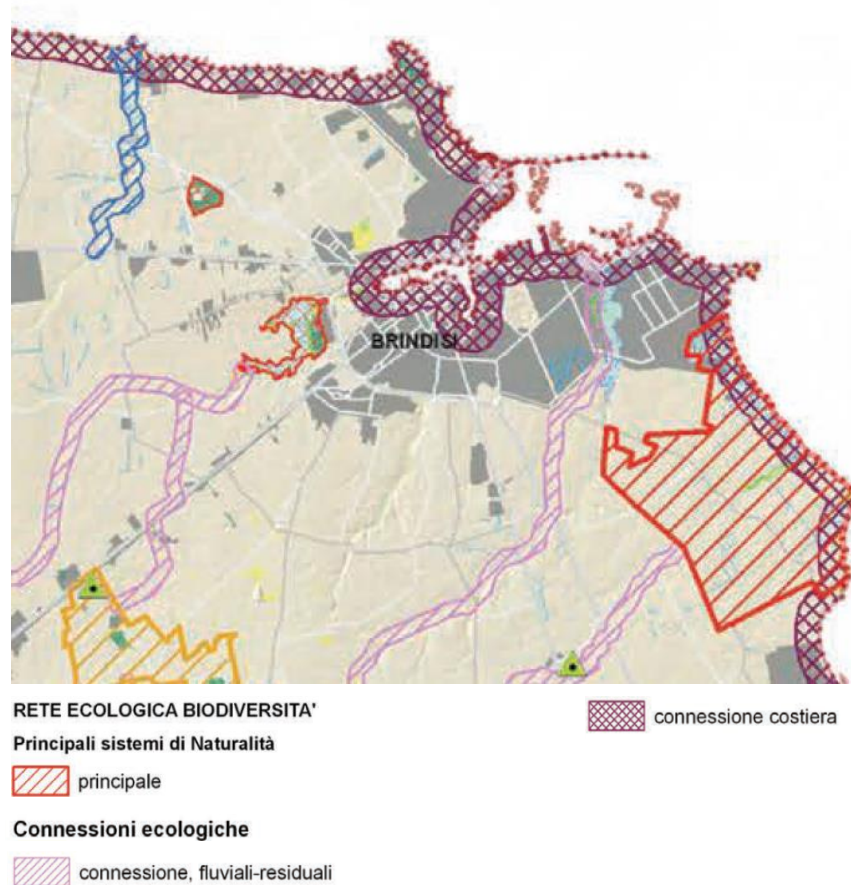 BRINDISI
RETE ECOLOGICA BIODIVERSITA'
connessione costiera
Principali sistemi di Naturalità
principale
Connessioni ecologiche
connessione, fluviali-residuali